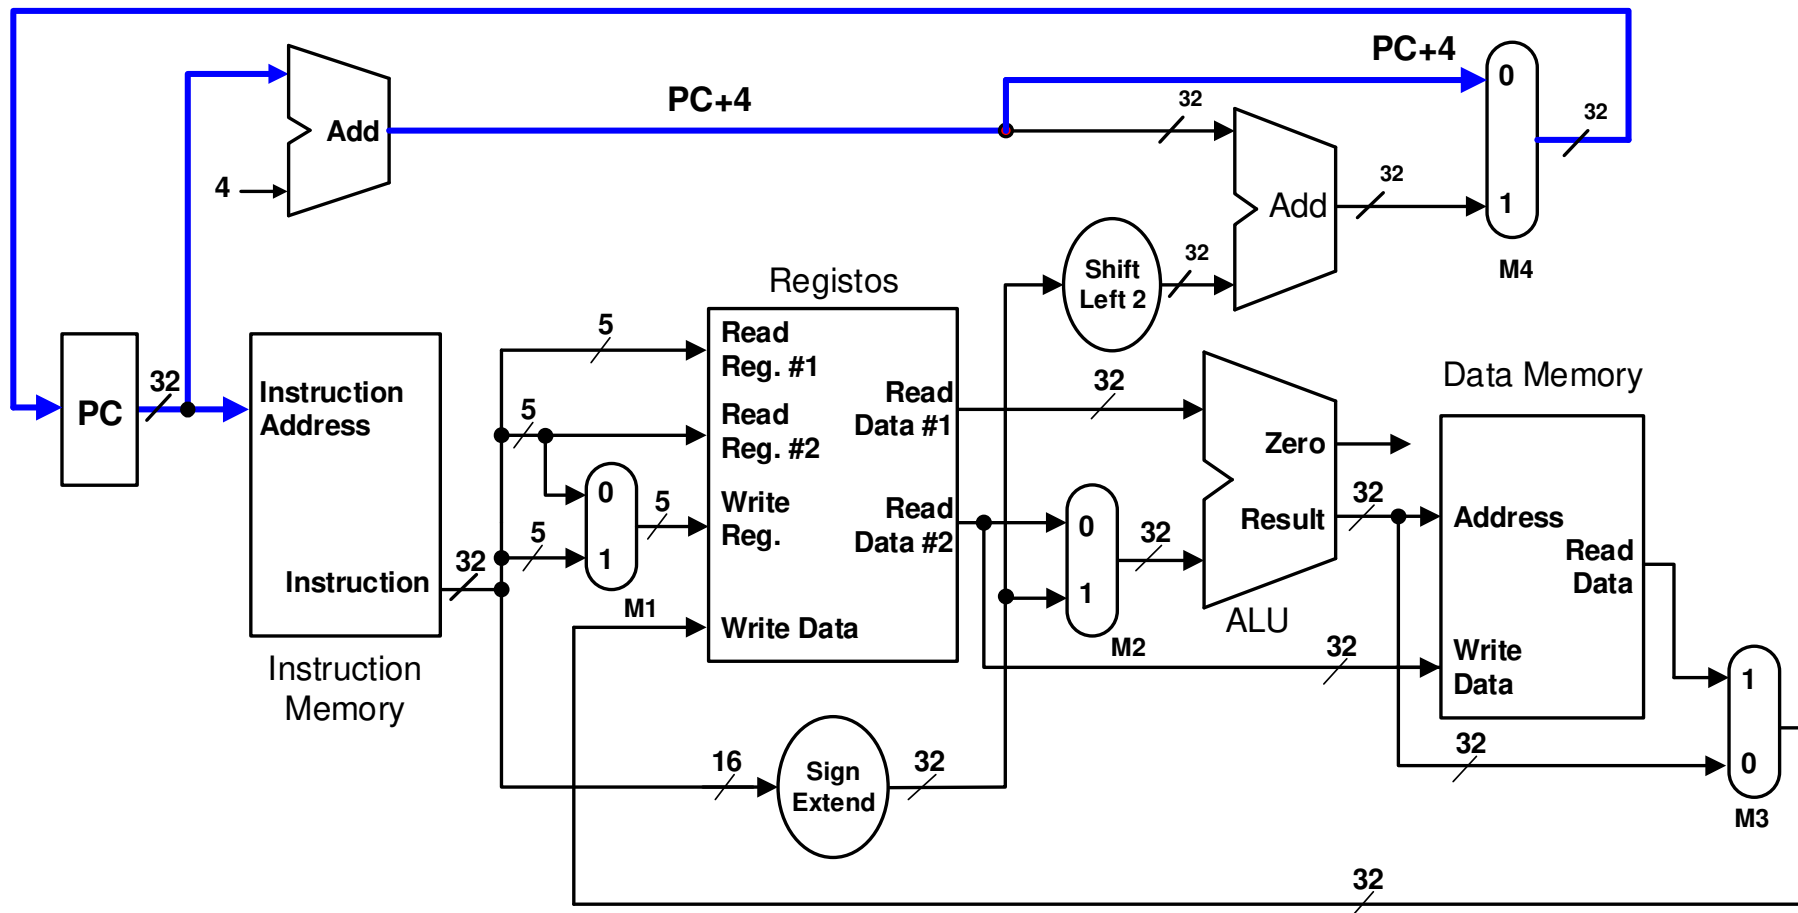 PC+4
PC+4
0
32
32
Add
4
32
Add
1
32
Shift
Left 2
M4
Registos
5
Read
Reg. #1
PC
32
Instruction
Address
Read
Data #1
32
Data Memory
5
Read
Reg. #2
Zero
0
1
5
5
Write
Reg.
Read
Data #2
0
1
32
Result
32
Address
Read
Data
Instruction
32
M1
Write Data
M2
ALU
32
Write
Data
Instruction
Memory
1
0
16
Sign
Extend
32
32
M3
32